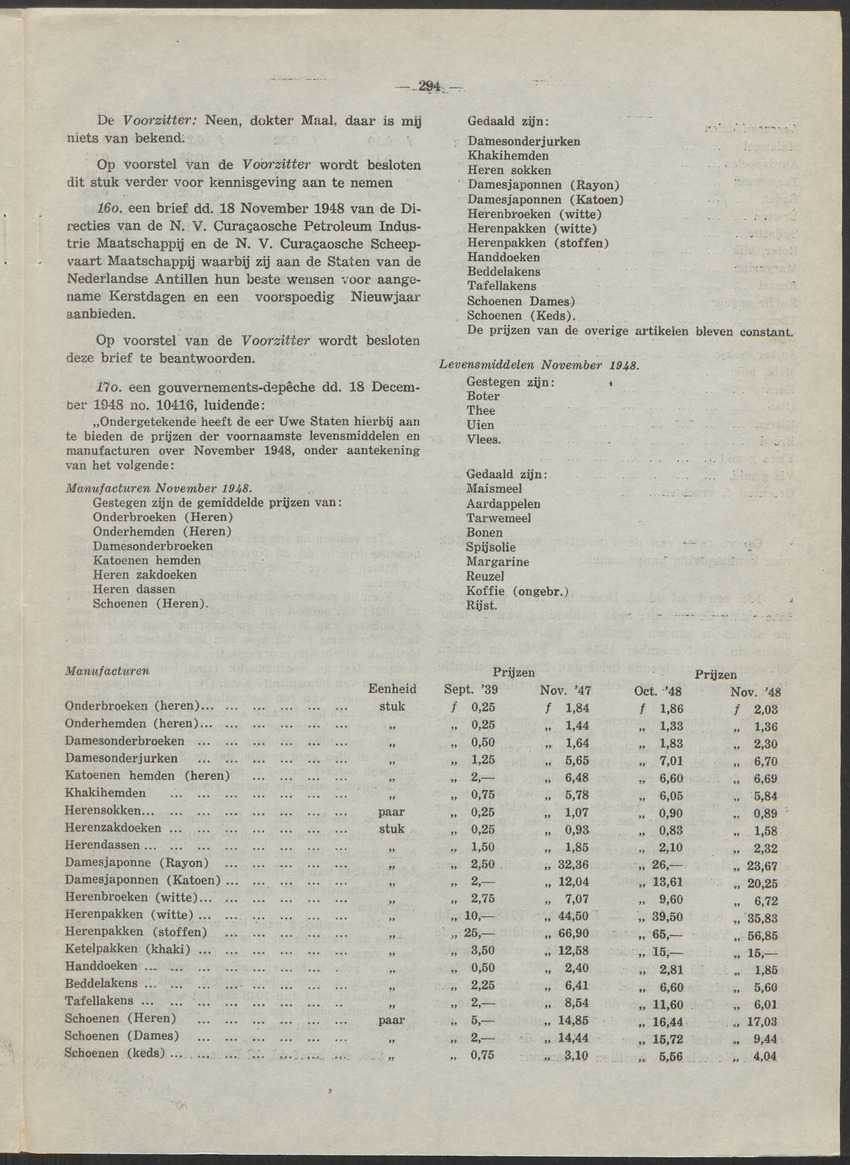 — 294 —
De Voorzitter: Neen, dokter Maal, daar is mij
niets van bekend.
Op voorstel van de Voorzitter wordt besloten
dit stuk verder voor kennisgeving aan te nemen
16o. een brief dd. 18 November 1948 van de Di-
recties van de N. V. Curaçaosche Petroleum Indus-
trie Maatschappij en de N. V. Curaçaosche Scheep-
vaart Maatschappij waarbij zij aan de Staten van de
Nederlandse Antillen hun beste wensen voor aange-
name Kerstdagen en een voorspoedig Nieuwjaar
aanbieden.
Op voorstel van de Voorzitter wordt besloten
deze brief te beantwoorden.
17o. een gouvernements-depêche dd. 18 Decem-
ber 1948 no. 10416, luidende:
„Ondergetekende heeft de eer Uwe Staten hierbij aan
te bieden de prijzen der voornaamste levensmiddelen en
manufacturen over November 1948, onder aantekening
van het volgende:
Manufacturen November 1948.
Gestegen zijn de gemiddelde prijzen van:
Onderbroeken (Heren)
Onderhemden (Heren)
Damesonderbroeken
Katoenen hemden
Heren zakdoeken
Heren dassen
Schoenen (Heren).
Gedaald zijn:
Damesonderjurken
Khakihemden
Heren sokken
Damesjaponnen (Rayon)
Damesjaponnen (Katoen)
Herenbroeken (witte)
Herenpakken (witte)
Herenpakken (stoffen)
Handdoeken
Beddelakens
Tafellakens
Schoenen Dames)
Schoenen (Keds).
De prijzen van de overige artikelen bleven constant.
Levensmiddelen November 1948.
Gestegen zijn:
Boter
Thee
Uien
Vlees.
Gedaald zijn:
Maismeel
Aardappelen
Tarwemeel
Bonen
Spijsolie
Margarine
Reuzel
Koffie (ongebr.)
Rijst.
Manufacturen Prijzen Prijzen
Eenheid Sept. '39 Nov. '47 Oct. '48 Nov. '48
Onderbroeken (heren)... ... ... ... ... ... stuk f 0,25 f 1,84 f 1,86 f 2,03
Onderhemden (heren)... ... ... ... ... ... „ „ 0,25 „ 1,44 „ 1,33 „ 1,36
Damesonderbroeken ... ... ... ... ... ... „ „ 0,50 „ 1,64 „ 1,83 „ 2,30
Damesonderjurken ... ... ... ... ... ... „ „ 1,25 „ 5,65 „ 7,01 „ 6,70
Katoenen hemden (heren) ... ... ... ... „ „ 2,— „ 6,48 „ 6,60 „ 6,69
Khakihemden ... ... ... ... ... ... ... „ „ 0,75 „ 5,78 „ 6,05 „ 5,84
Herensokken... ... ... ... ... ... ... ... paar „ 0,25 „ 1,07 „ 0,90 „ 0,89
Herenzakdoeken ... ... ... ... ... ... ... stuk „ 0,25 „ 0,93 „ 0,83 „ 1,58
Herendassen ... ... ... ... ... ... ... ... „ „ 1,50 „ 1,85 „ 2,10 „ 2,32
Damesjaponne (Rayon) ... ... ... ... ... „ „ 2,50 „ 32,36 „ 26,— „ 23,67
Damesjaponnen (Katoen) ... ... ... ... ... „ „ 2,— „ 12,04 „ 13,61 „ 20,25
Herenbroeken (witte)... ... ... ... ... ... „ „ 2,75 „ 7,07 „ 9,60 „ 6,72
Herenpakken (witte) ... ... ... ... ... ... „ „ 10,— „ 44,50 „ 39,50 „ 35,83
Herenpakken (stoffen) ... ... ... ... ... „ „ 25,— „ 66,90 „ 65,— „ 56,85
Ketelpakken (khaki) ... ... ... ... ... ... „ „ 3,50 „ 12,58 „ 15,— „ 15,—
Handdoeken ... ... ... ... ... ... ... . „ „ 0,50 „ 2,40 „ 2,81 „ 1,85
Beddelakens ... ... ... ... ... ... ... ... „ „ 2,25 „ 6,41 „ 6,60 „ 5,60
Tafellakens ... ... ... ... ... ... ... .. „ „ 2,— „ 8,54 „ 11,60 „ 6,01
Schoenen (Heren) ... ... ... ... ... ... paar „ 5,— „ 14,85 „ 16,44 „ 17,03
Schoenen (Dames) ... ... ... ... ... ... „ „ 2,— „ 14,44 „ 15,72 „ 9,44
Schoenen (keds) ... ... ... ... ... ... ... „ „ 0,75 „ 3,10 „ 5,56 „ 4,04